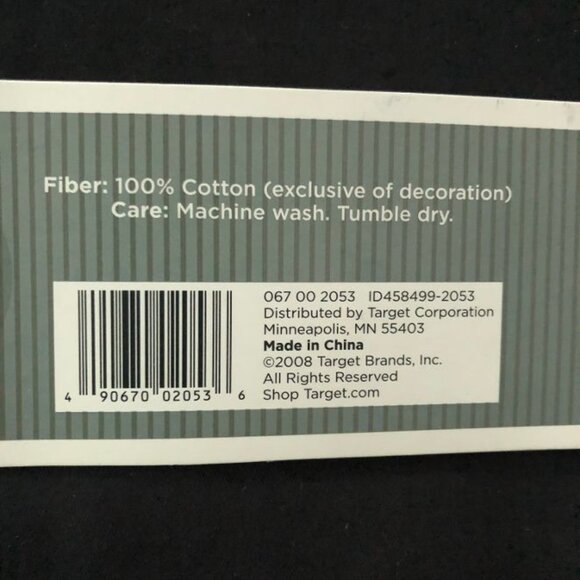 Fiber: 100% Cotton (exclusive of decoration)
Care: Machine wash. Tumble dry.
067 00 2053 ID458499-2053
Distributed by Target Corporation
Minneapolis, MN 55403
Made in China
©2008 Target Brands, Inc.
All Rights Reserved
Shop Target.com
4 90670 02053 6